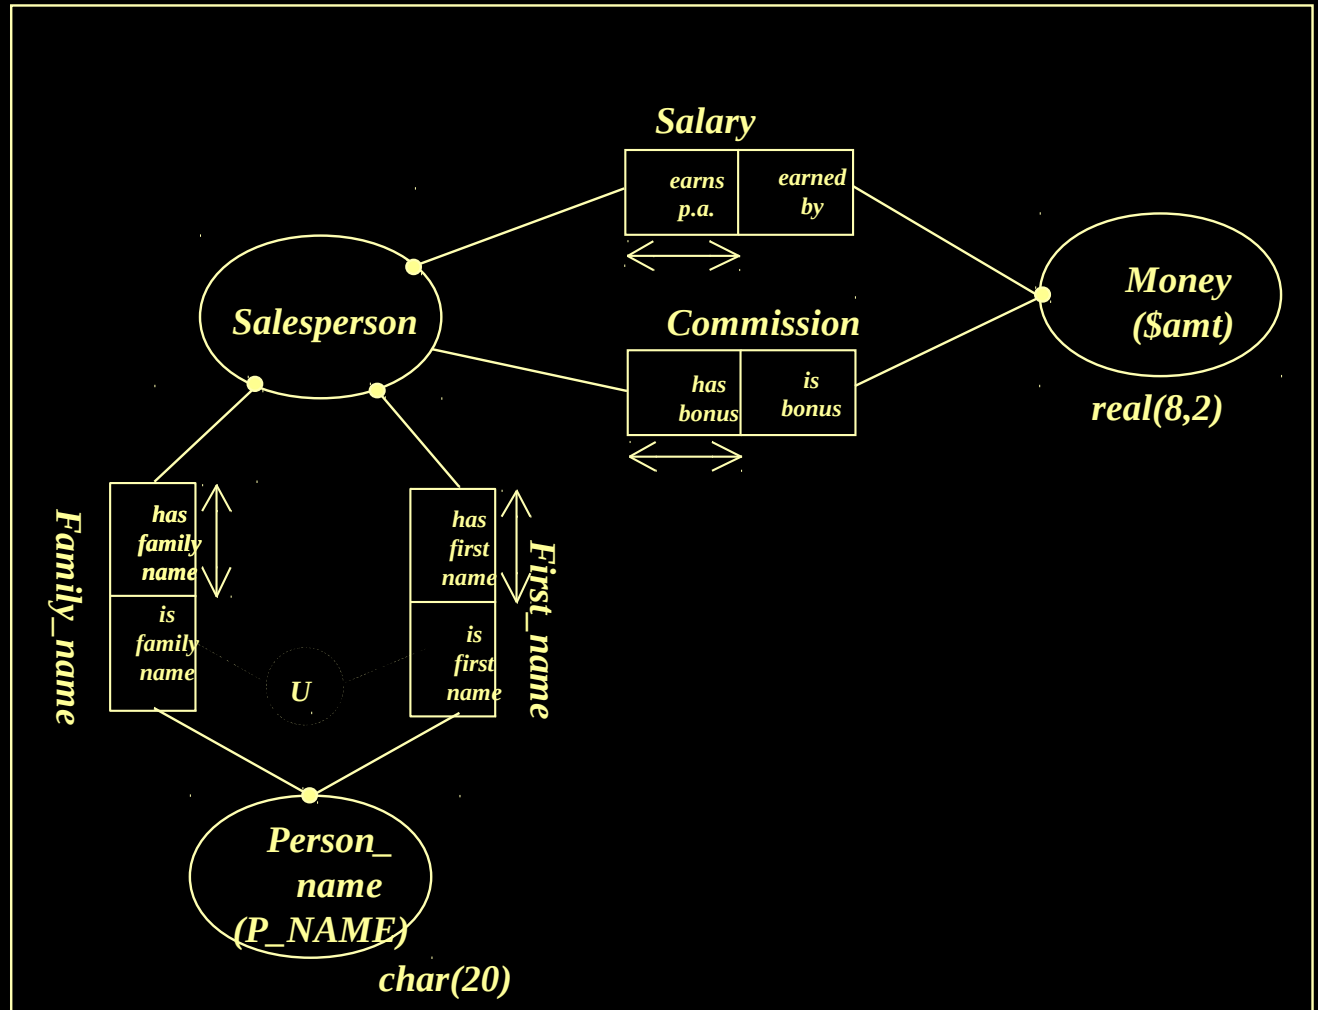 Salary
earns
p.a.
earned
by
Salesperson
Money
($amt)
real(8,2)
Commission
has
bonus
is
bonus
Family_name
has
family
name
is
family
name
U
has
first
name
is
first
name
First_name
Person_
name
(P_NAME)
char(20)